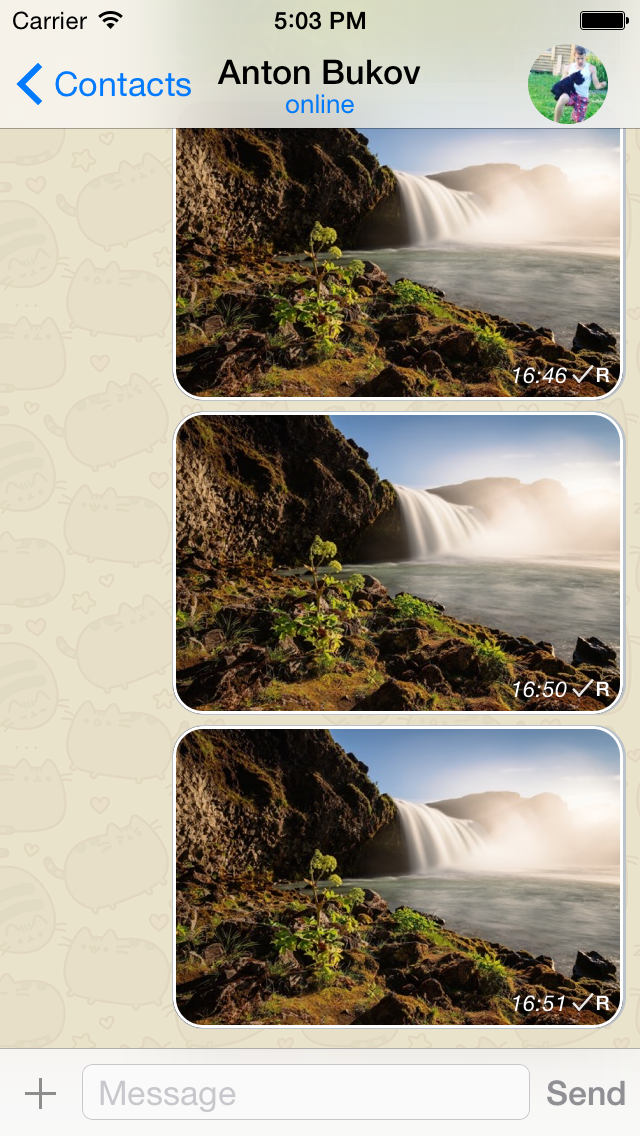 Carrier 5:03 PM
Contacts Anton Bukov
online
16:46 ✓R
16:50 ✓R
16:51 ✓R
Message Send